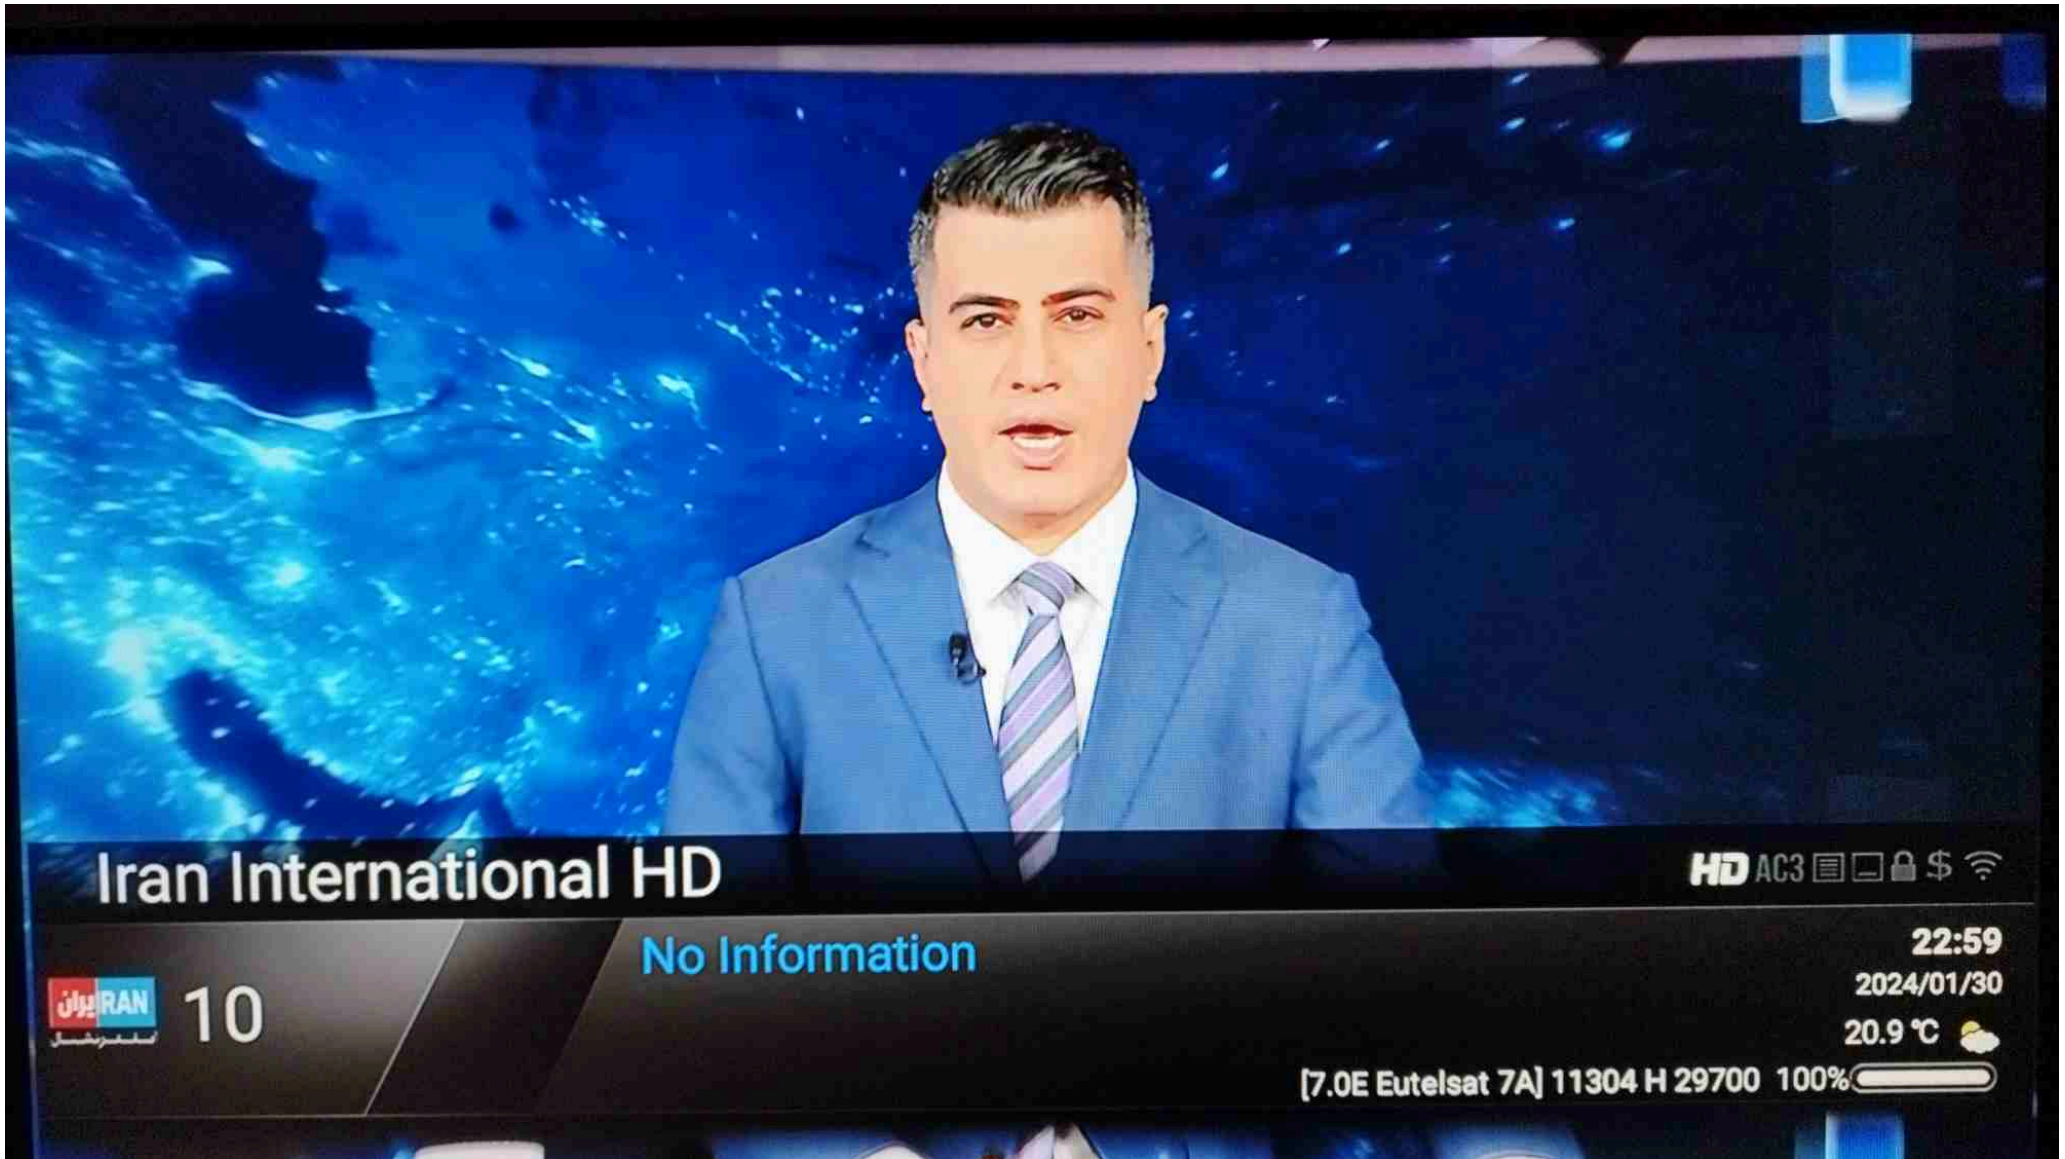 Iran International HD
HD AC3 $
No Information
22:59
2024/01/30
ایران IRAN
اینترنشنال
10
20.9 °C
[7.0E Eutelsat 7A] 11304 H 29700 100%